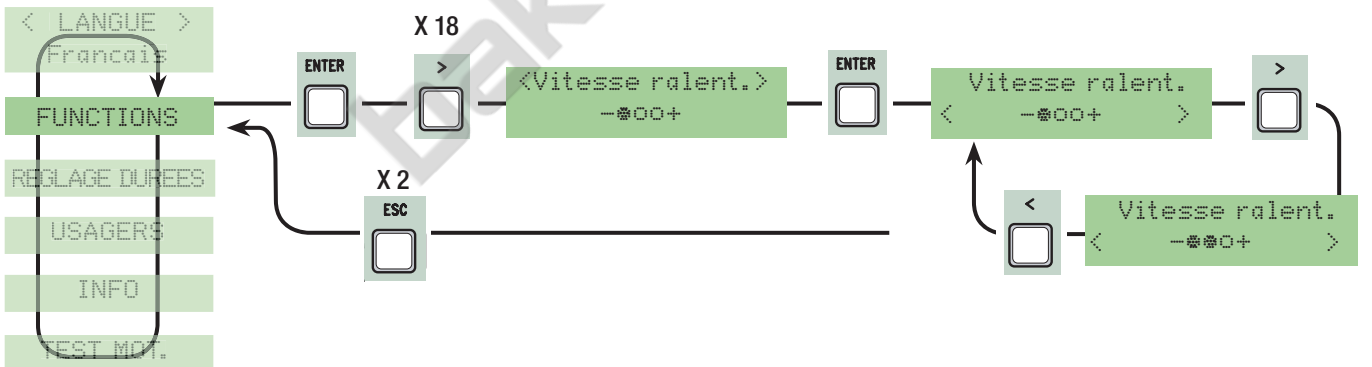 < LANGUE >
Francais
FUNCTIONS
REGLAGE DUREES
USAGERS
INFO
TEST MOT.
ENTER
X 18
>
<Vitesse ralent.>
-●○○+
ENTER
Vitesse ralent.
< -●○○+ >
>
Vitesse ralent.
< -●●○+ >
<
X 2
ESC
bak